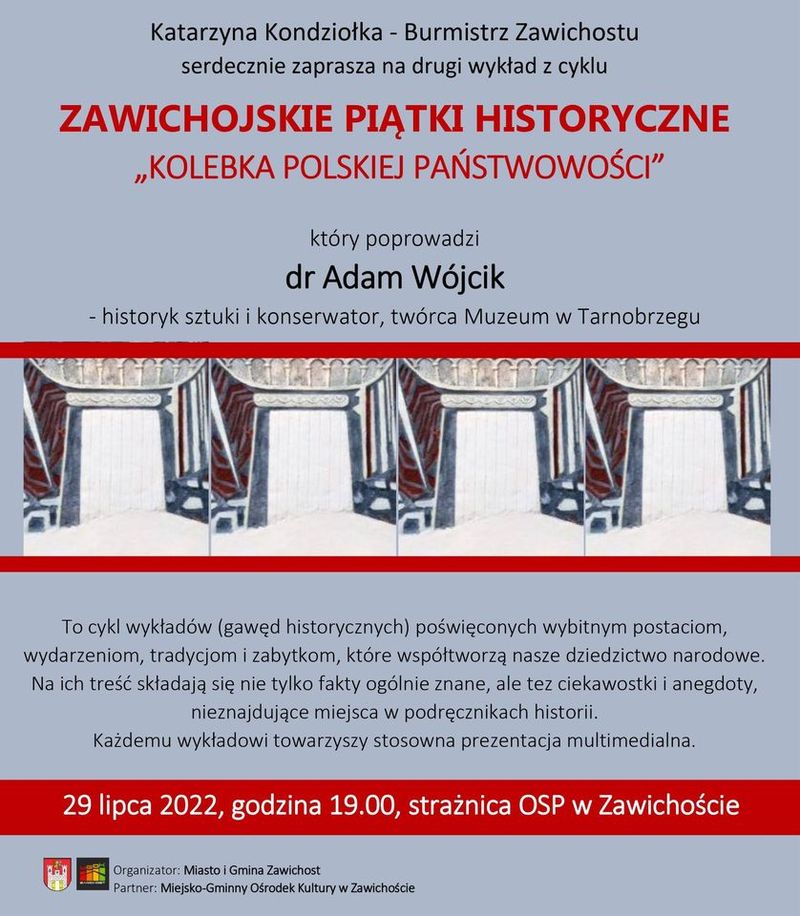 Katarzyna Kondziołka - Burmistrz Zawichostu
serdecznie zaprasza na drugi wykład z cyklu
ZAWICHOJSKIE PIĄTKI HISTORYCZNE
„KOLEBKA POLSKIEJ PAŃSTWOWOŚCI”
który poprowadzi
dr Adam Wójcik
- historyk sztuki i konserwator, twórca Muzeum w Tarnobrzegu
To cykl wykładów (gawęd historycznych) poświęconych wybitnym postaciom,
wydarzeniom, tradycjom i zabytkom, które współtworzą nasze dziedzictwo narodowe.
Na ich treść składają się nie tylko fakty ogólnie znane, ale tez ciekawostki i anegdoty,
nieznajdujące miejsca w podręcznikach historii.
Każdemu wykładowi towarzyszy stosowna prezentacja multimedialna.
29 lipca 2022, godzina 19.00, strażnica OSP w Zawichoście
Organizator: Miasto i Gmina Zawichost
Partner: Miejsko-Gminny Ośrodek Kultury w Zawichoście